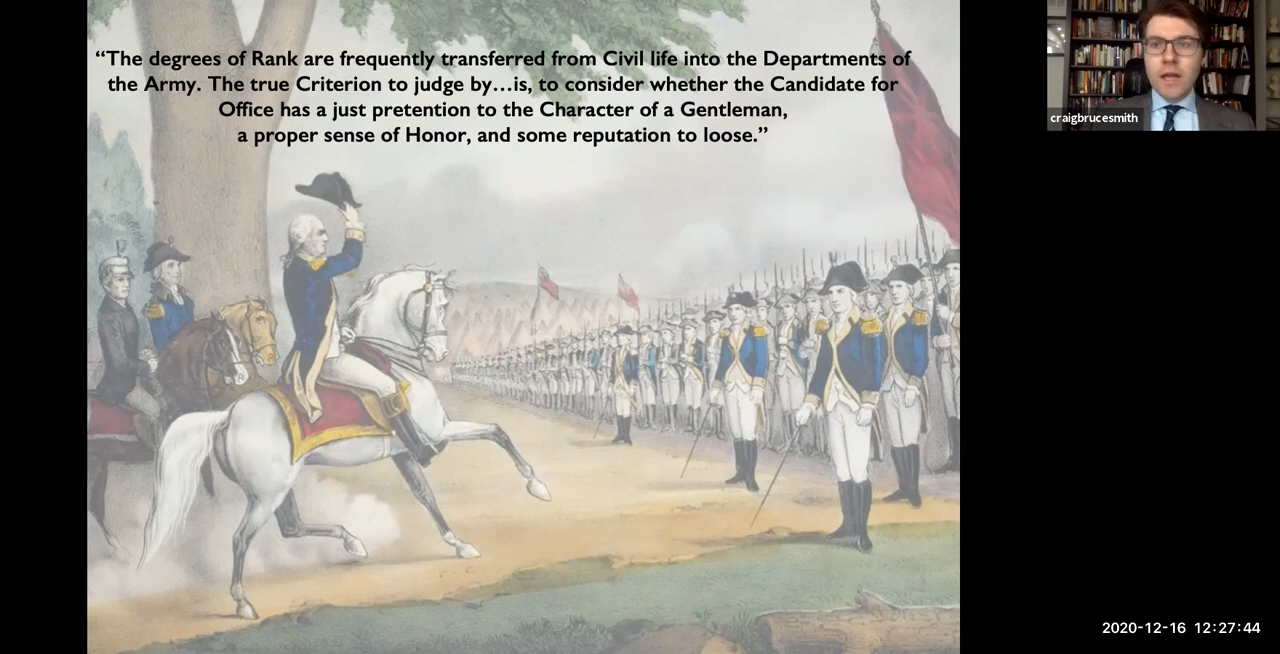 “The degrees of Rank are frequently transferred from Civil life into the Departments of
the Army. The true Criterion to judge by…is, to consider whether the Candidate for
Office has a just pretention to the Character of a Gentleman,
a proper sense of Honor, and some reputation to loose.”
craigbrucesmith
2020-12-16 12:27:44